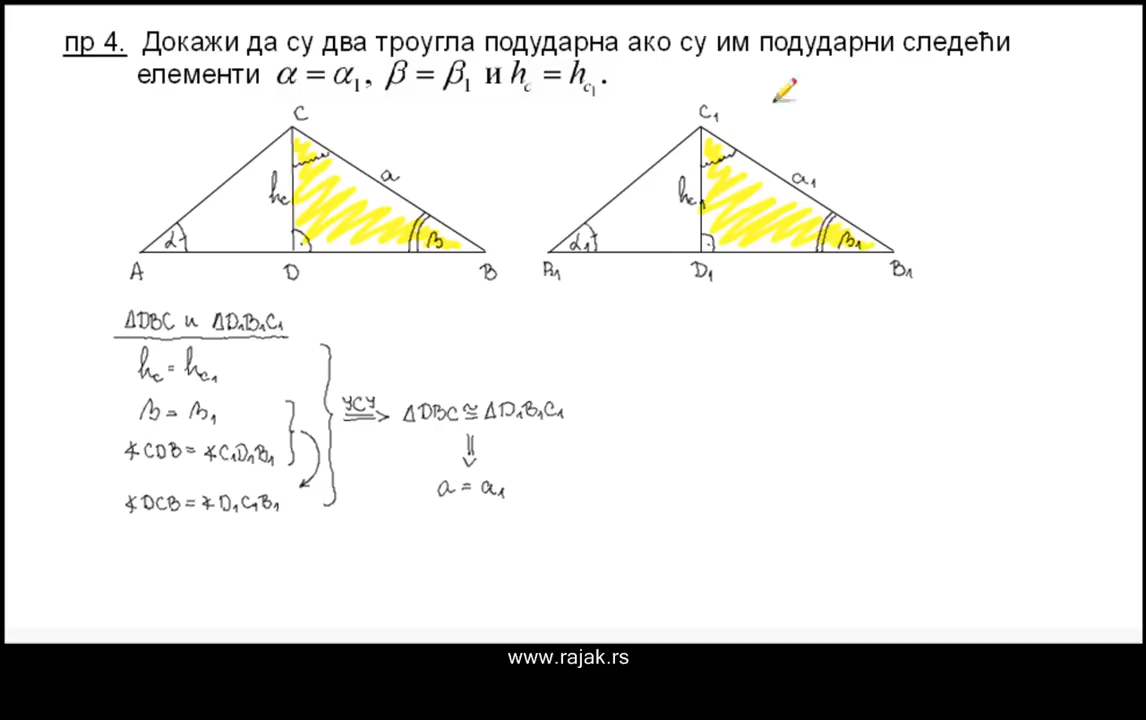 пр 4. Докажи да су два троугла подударна ако су им подударни следећи
елементи α = α₁, β = β₁ и h_c = h_c₁.
C
C₁
a
a₁
hc
hc₁
α
β
α₁
β₁
A
D
B
A₁
D₁
B₁
ΔDBC и ΔD₁B₁C₁
hc = hc₁
β = β₁
∢CDB = ∢C₁D₁B₁
∢DCB = ∢D₁C₁B₁
УСУ
⟹ ΔDBC ≅ ΔD₁B₁C₁
⇓
a = a₁
www.rajak.rs